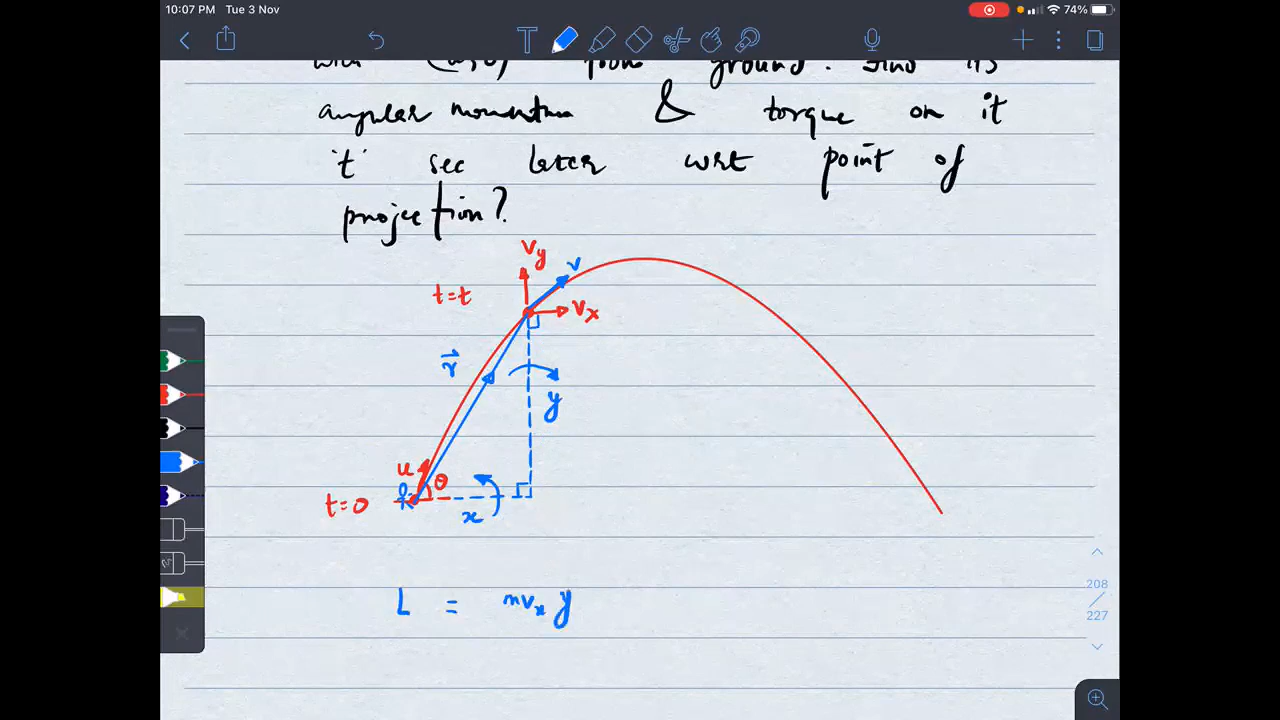 10:07 PM Tue 3 Nov
74%
T
with (u, θ) from ground. Find its
angular momentum & torque on it
't' sec later wrt point of
projection?
Vy
v
t=t
Vx
r
y
u
θ
t=0
x
208
227
L = mvx y